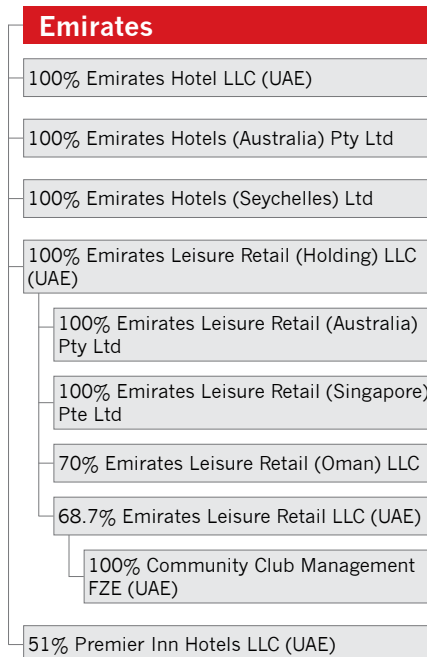 Emirates
100% Emirates Hotel LLC (UAE)
100% Emirates Hotels (Australia) Pty Ltd
100% Emirates Hotels (Seychelles) Ltd
100% Emirates Leisure Retail (Holding) LLC
(UAE)
100% Emirates Leisure Retail (Australia)
Pty Ltd
100% Emirates Leisure Retail (Singapore)
Pte Ltd
70% Emirates Leisure Retail (Oman) LLC
68.7% Emirates Leisure Retail LLC (UAE)
100% Community Club Management
FZE (UAE)
51% Premier Inn Hotels LLC (UAE)